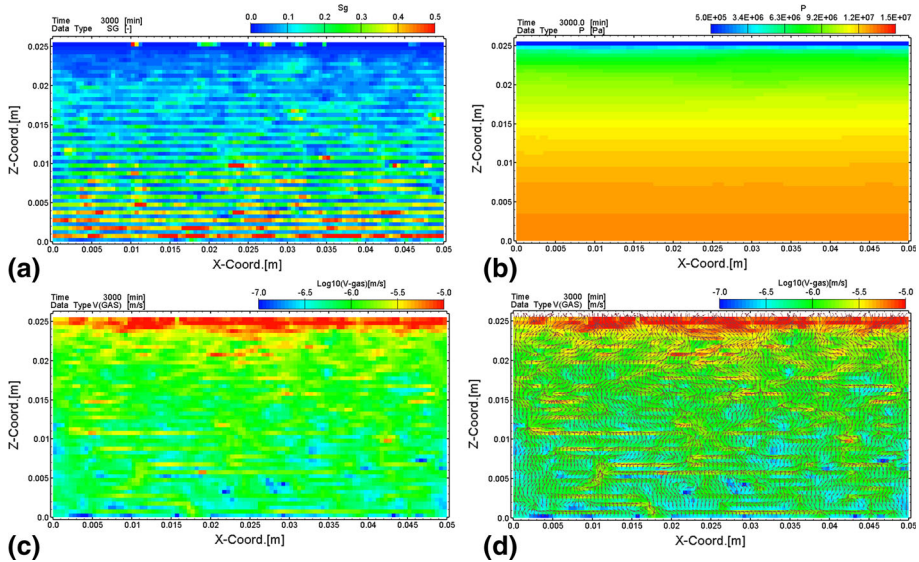 Sg
Time 3000 [min] 0.0 0.1 0.2 0.3 0.4 0.5
Data Type SG [-]
0.025
0.02
0.015
0.01
0.005
0.0
Z-Coord.[m]
0.0 0.005 0.01 0.015 0.02 0.025 0.03 0.035 0.04 0.045 0.05
X-Coord.[m]
(a)
P
Time 3000.0 [min] 5.0E+05 3.4E+06 6.3E+06 9.2E+06 1.2E+07 1.5E+07
Data Type P [Pa]
0.025
0.02
0.015
0.01
0.005
0.0
Z-Coord.[m]
0.0 0.005 0.01 0.015 0.02 0.025 0.03 0.035 0.04 0.045 0.05
X-Coord.[m]
(b)
Log10(V-gas)[m/s]
Time 3000 [min] -7.0 -6.5 -6.0 -5.5 -5.0
Data Type V(GAS) [m/s]
0.025
0.02
0.015
0.01
0.005
0.0
Z-Coord.[m]
0.0 0.005 0.01 0.015 0.02 0.025 0.03 0.035 0.04 0.045 0.05
X-Coord.[m]
(c)
Log10(V-gas)[m/s]
Time 3000 [min] -7.0 -6.5 -6.0 -5.5 -5.0
Data Type V(GAS) [m/s]
0.025
0.02
0.015
0.01
0.005
0.0
Z-Coord.[m]
0.0 0.005 0.01 0.015 0.02 0.025 0.03 0.035 0.04 0.045 0.05
X-Coord.[m]
(d)